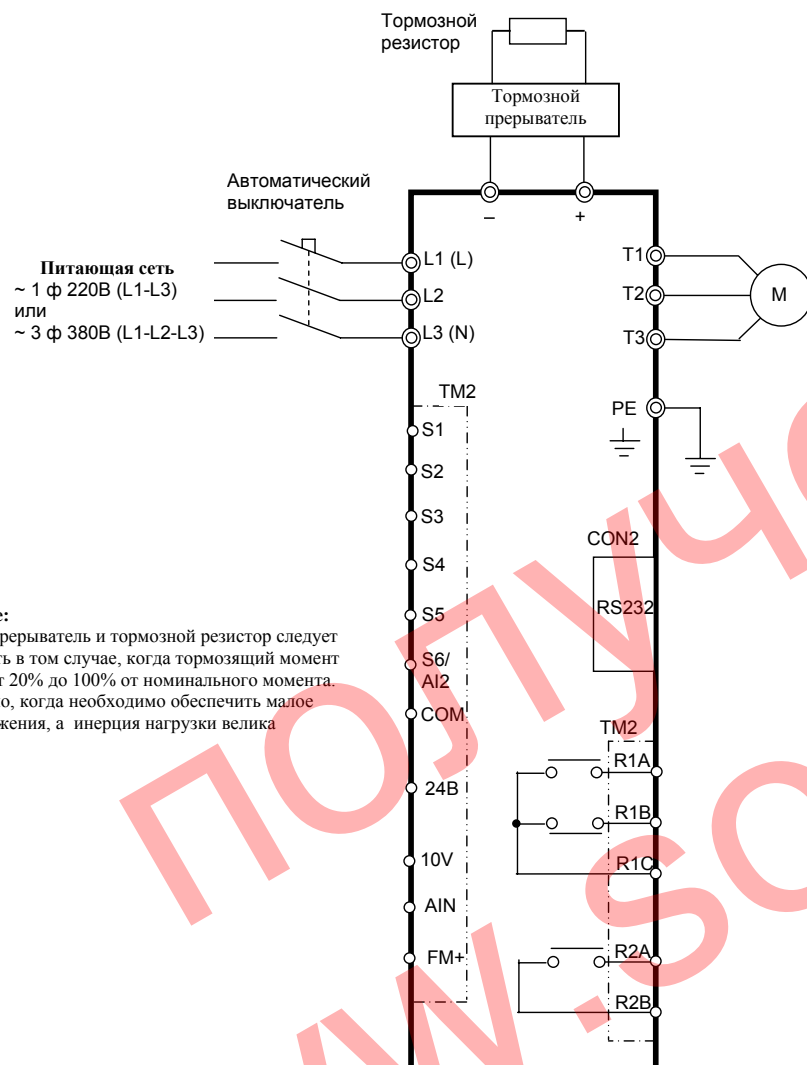 Тормозной
резистор
Тормозной
прерыватель
Автоматический
выключатель
–
+
Питающая сеть
~ 1 ф 220В (L1-L3)
или
~ 3 ф 380В (L1-L2-L3)
L1 (L)
L2
L3 (N)
T1
T2
T3
M
PE
TM2
S1
S2
S3
S4
S5
S6/
AI2
COM
24В
10V
AIN
FM+
CON2
RS232
TM2
R1A
R1B
R1C
R2A
R2B
е:
рерыватель и тормозной резистор следует
ть в том случае, когда тормозящий момент
т 20% до 100% от номинального момента.
о, когда необходимо обеспечить малое
жения, а инерция нагрузки велика